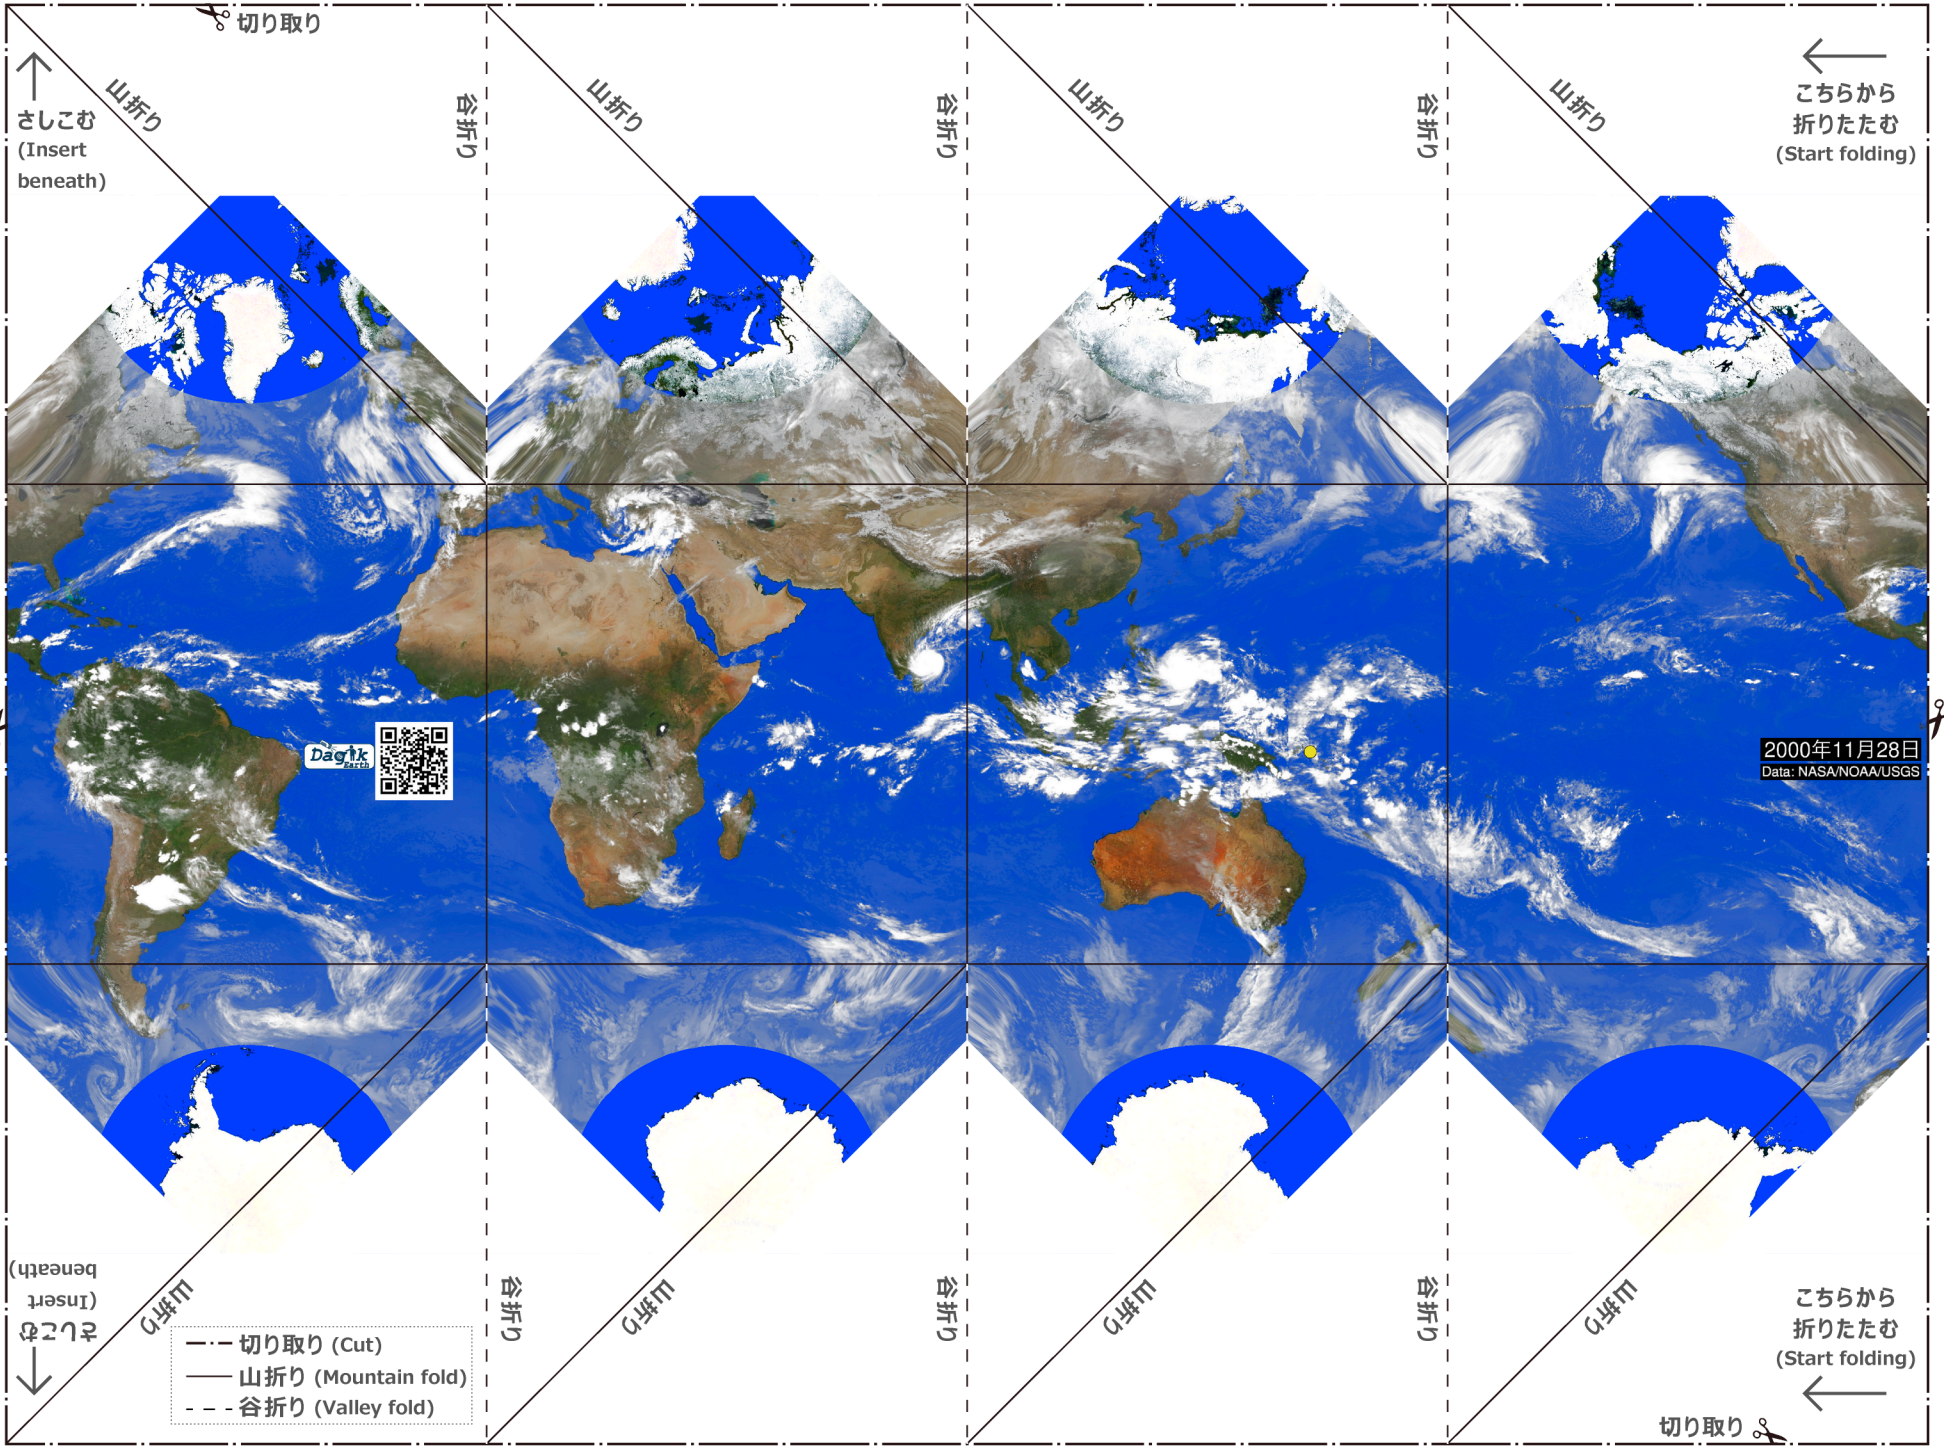 切り取り
山折り
谷折り
山折り
谷折り
山折り
谷折り
山折り
さしこむ
(Insert
beneath)
こちらから
折りたたむ
(Start folding)
Dagik
Earth
2000年11月28日
Data: NASA/NOAA/USGS
さしこむ
(Insert
beneath)
山折り
谷折り
山折り
谷折り
山折り
谷折り
山折り
こちらから
折りたたむ
(Start folding)
切り取り (Cut)
山折り (Mountain fold)
谷折り (Valley fold)
切り取り